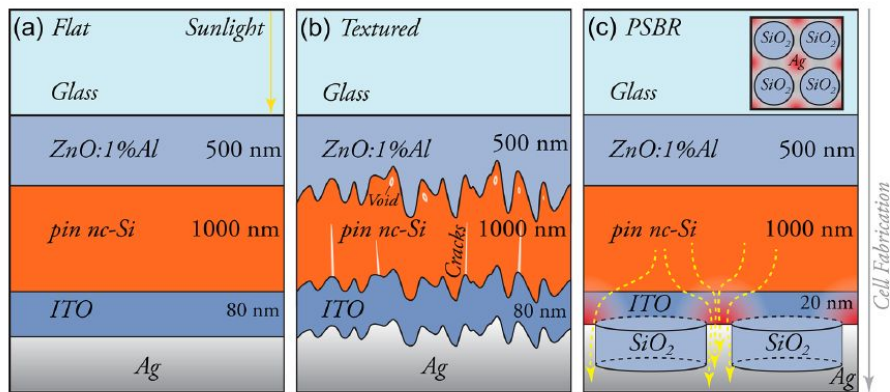 (a) Flat Sunlight
Glass
ZnO:1%Al 500 nm
pin nc-Si 1000 nm
ITO 80 nm
Ag
(b) Textured
Glass
ZnO:1%Al 500 nm
Void
pin nc-Si 1000 nm
Cracks
ITO 80 nm
Ag
(c) PSBR
SiO2 SiO2
Ag
SiO2 SiO2
Glass
ZnO:1%Al 500 nm
pin nc-Si 1000 nm
ITO 20 nm
SiO2 SiO2
Ag
Cell Fabrication